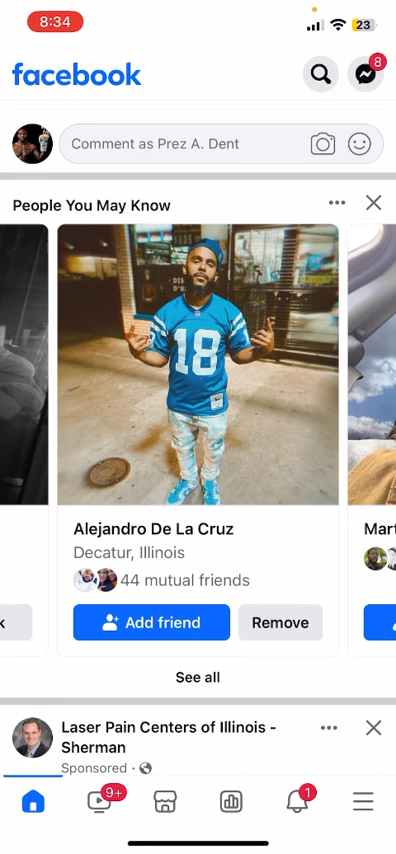 8:34
23
facebook
8
Comment as Prez A. Dent
People You May Know
18
Alejandro De La Cruz
Decatur, Illinois
44 mutual friends
Add friend
Remove
k
Mart
See all
Laser Pain Centers of Illinois -
Sherman
Sponsored ·
9+
1